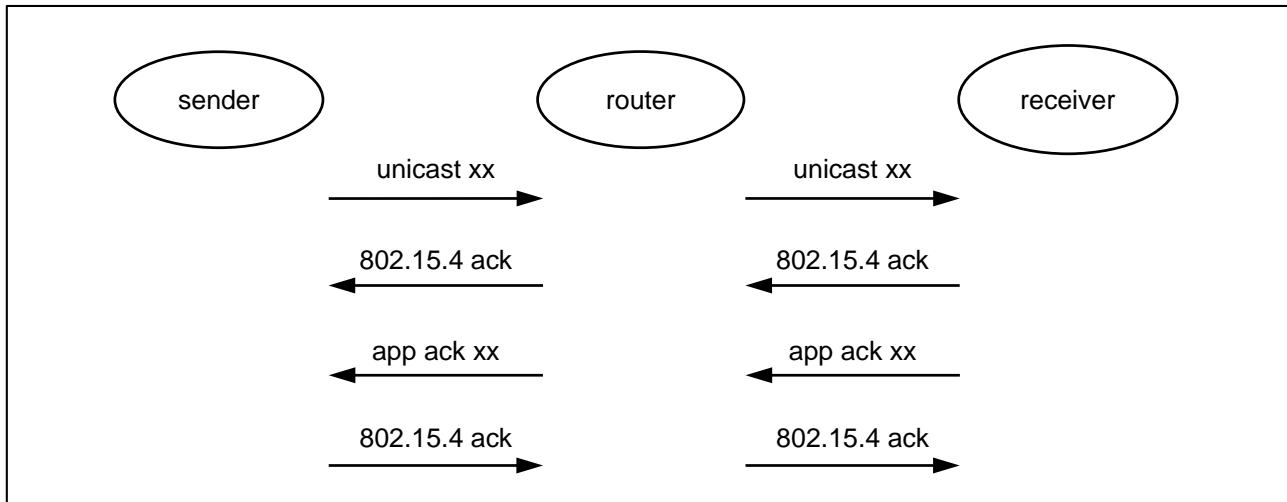 sender
router
receiver
unicast xx
unicast xx
802.15.4 ack
802.15.4 ack
app ack xx
app ack xx
802.15.4 ack
802.15.4 ack